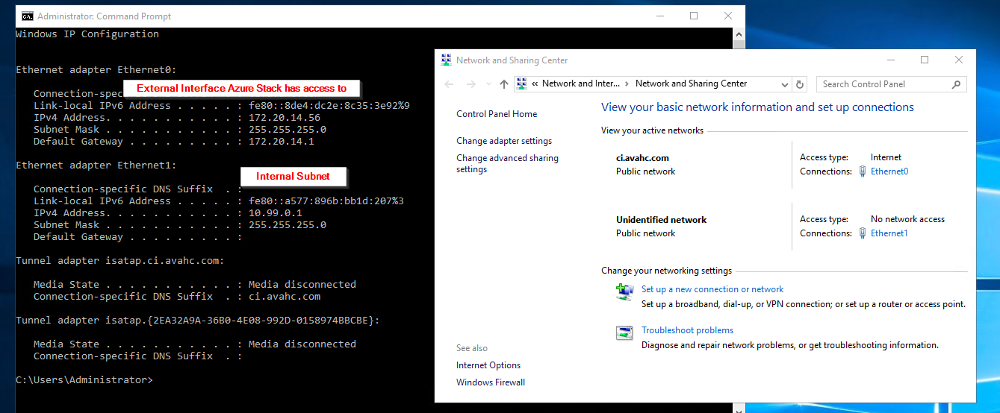 Administrator: Command Prompt
Windows IP Configuration
Ethernet adapter Ethernet0:
External Interface Azure Stack has access to
Connection-spec
Link-local IPv6 Address . . . . . : fe80::8de4:dc2e:8c35:3e92%9
IPv4 Address. . . . . . . . . . . : 172.20.14.56
Subnet Mask . . . . . . . . . . . : 255.255.255.0
Default Gateway . . . . . . . . . : 172.20.14.1
Ethernet adapter Ethernet1:
Internal Subnet
Connection-specific DNS Suffix  . :
Link-local IPv6 Address . . . . . : fe80::a577:896b:bb1d:207%3
IPv4 Address. . . . . . . . . . . : 10.99.0.1
Subnet Mask . . . . . . . . . . . : 255.255.255.0
Default Gateway . . . . . . . . . :
Tunnel adapter isatap.ci.avahc.com:
Media State . . . . . . . . . . . : Media disconnected
Connection-specific DNS Suffix  . : ci.avahc.com
Tunnel adapter isatap.{2EA32A9A-36B0-4E08-992D-0158974BBCBE}:
Media State . . . . . . . . . . . : Media disconnected
Connection-specific DNS Suffix  . :
C:\Users\Administrator>
Network and Sharing Center
« Network and Inter... › Network and Sharing Center
Search Control Panel
Control Panel Home
Change adapter settings
Change advanced sharing
settings
See also
Internet Options
Windows Firewall
View your basic network information and set up connections
View your active networks
ci.avahc.com
Public network
Access type: Internet
Connections: Ethernet0
Unidentified network
Public network
Access type: No network access
Connections: Ethernet1
Change your networking settings
Set up a new connection or network
Set up a broadband, dial-up, or VPN connection; or set up a router or access point.
Troubleshoot problems
Diagnose and repair network problems, or get troubleshooting information.